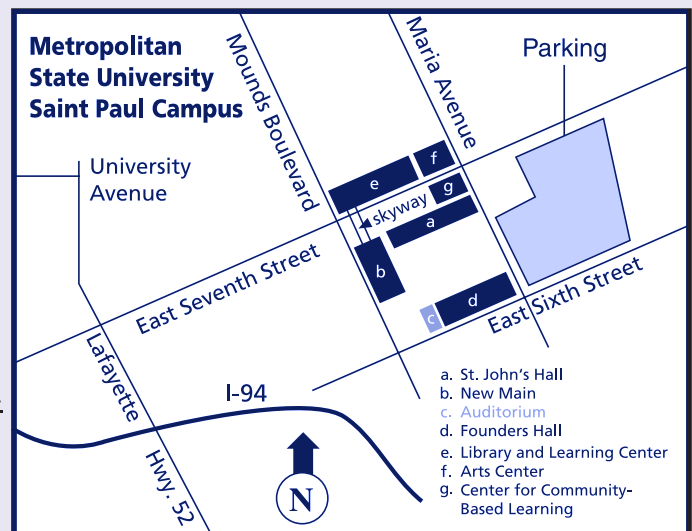 Metropolitan
State University
Saint Paul Campus
Mounds Boulevard
Maria Avenue
Parking
University
Avenue
f
e
g
skyway
a
b
East Seventh Street
d
c
East Sixth Street
Lafayette
Hwy. 52
I-94
N
a. St. John's Hall
b. New Main
c. Auditorium
d. Founders Hall
e. Library and Learning Center
f. Arts Center
g. Center for Community-
Based Learning